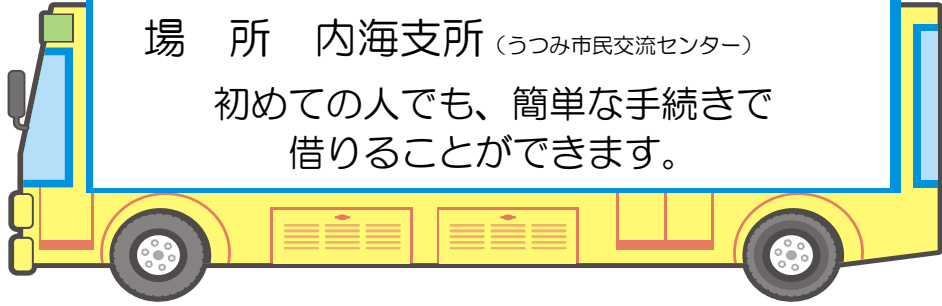 場　所　内海支所（うつみ市民交流センター）
初めての人でも、簡単な手続きで
借りることができます。